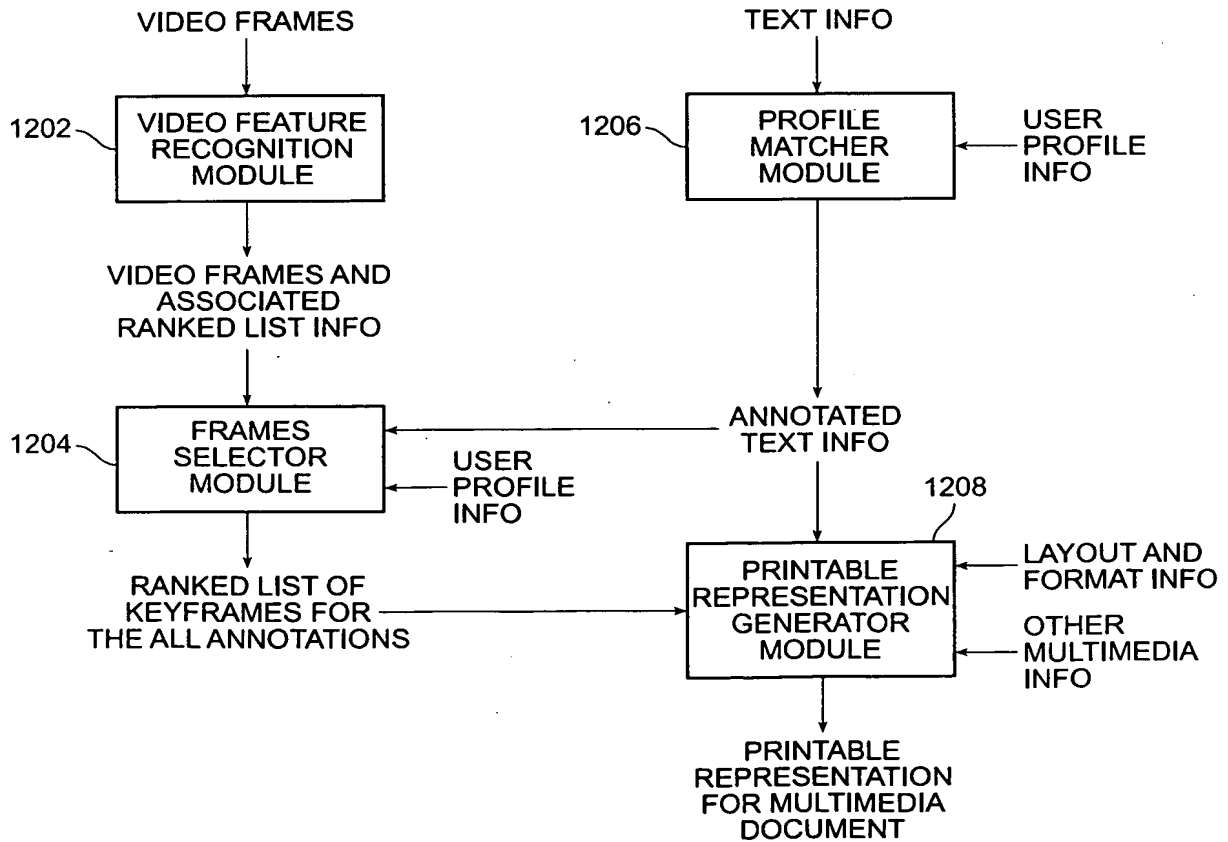 VIDEO FRAMES
1202
VIDEO FEATURE
RECOGNITION
MODULE
VIDEO FRAMES AND
ASSOCIATED
RANKED LIST INFO
1204
FRAMES
SELECTOR
MODULE
USER
PROFILE
INFO
RANKED LIST OF
KEYFRAMES FOR
THE ALL ANNOTATIONS
TEXT INFO
1206
PROFILE
MATCHER
MODULE
USER
PROFILE
INFO
ANNOTATED
TEXT INFO
1208
PRINTABLE
REPRESENTATION
GENERATOR
MODULE
LAYOUT AND
FORMAT INFO
OTHER
MULTIMEDIA
INFO
PRINTABLE
REPRESENTATION
FOR MULTIMEDIA
DOCUMENT